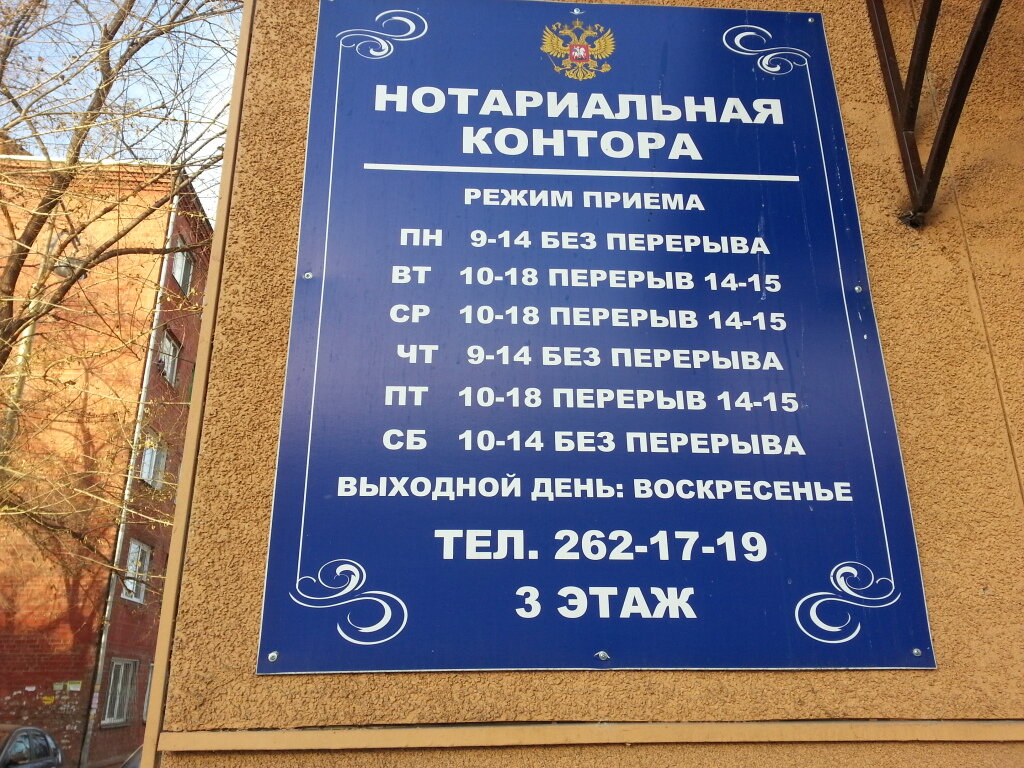 НОТАРИАЛЬНАЯ
КОНТОРА
РЕЖИМ ПРИЕМА
ПН 9-14 БЕЗ ПЕРЕРЫВА
ВТ 10-18 ПЕРЕРЫВ 14-15
СР 10-18 ПЕРЕРЫВ 14-15
ЧТ 9-14 БЕЗ ПЕРЕРЫВА
ПТ 10-18 ПЕРЕРЫВ 14-15
СБ 10-14 БЕЗ ПЕРЕРЫВА
ВЫХОДНОЙ ДЕНЬ: ВОСКРЕСЕНЬЕ
ТЕЛ. 262-17-19
3 ЭТАЖ